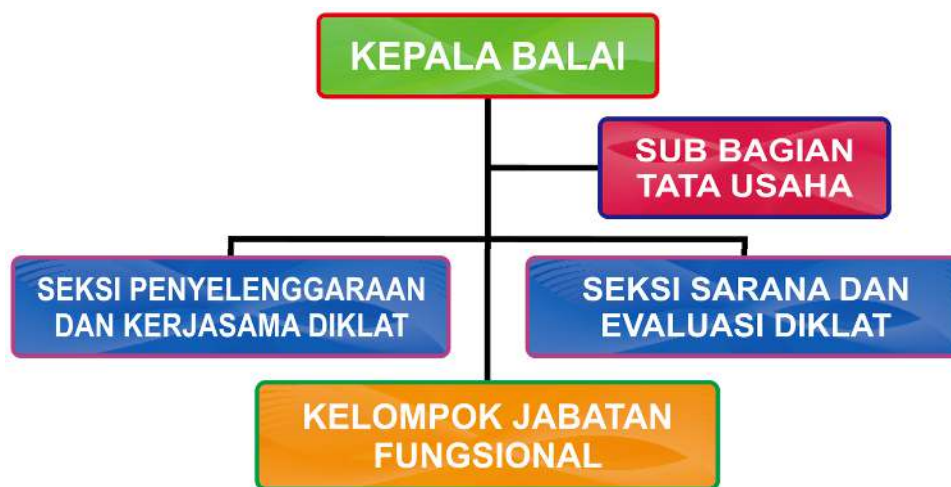 KEPALA BALAI
SUB BAGIAN
TATA USAHA
SEKSI PENYELENGGARAAN
DAN KERJASAMA DIKLAT
SEKSI SARANA DAN
EVALUASI DIKLAT
KELOMPOK JABATAN
FUNGSIONAL